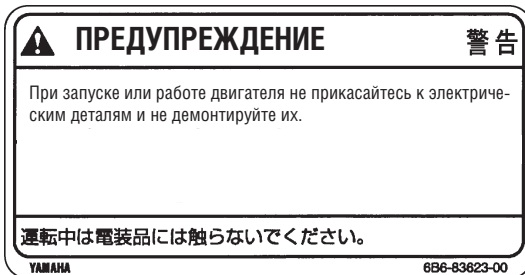 ПРЕДУПРЕЖДЕНИЕ 警告
При запуске или работе двигателя не прикасайтесь к электриче-
ским деталям и не демонтируйте их.
運転中は電装品には触らないでください。
YAMAHA 6B6-83623-00